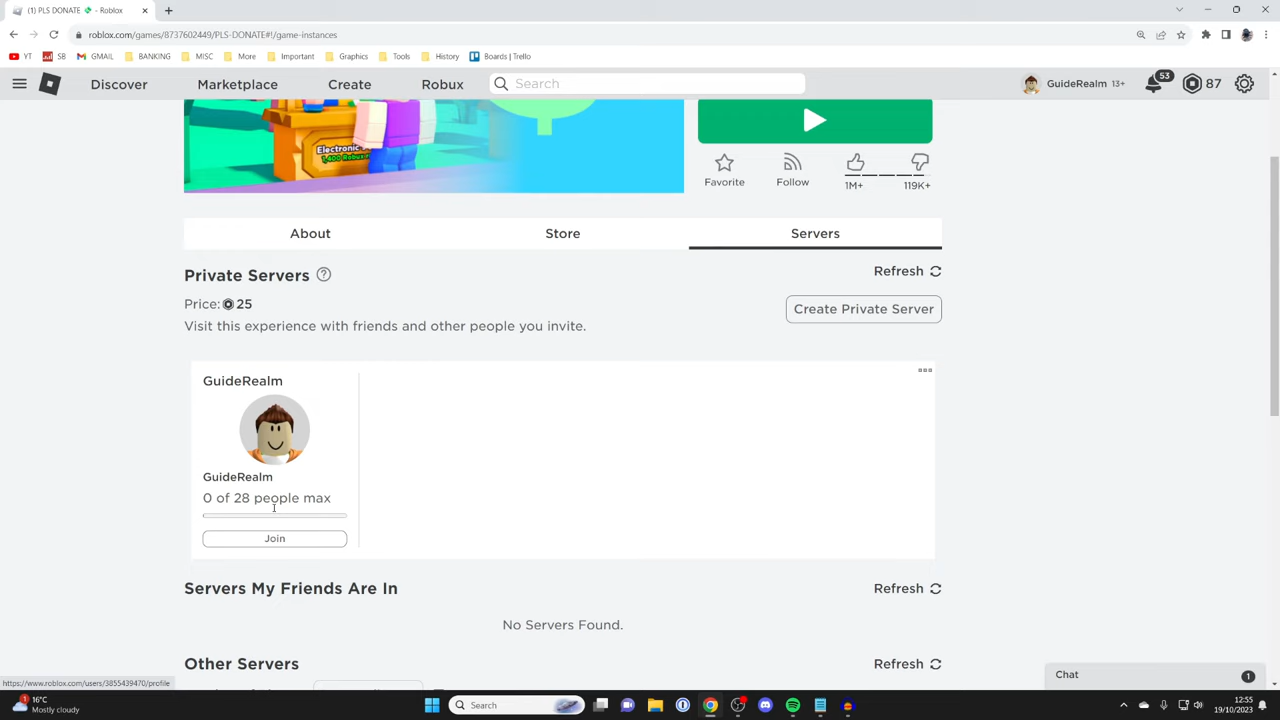 (1) PLS DONATE - Roblox
roblox.com/games/8737602449/PLS-DONATE#!/game-instances
YT SB GMAIL BANKING MISC More Important Graphics Tools History Boards | Trello
Discover Marketplace Create Robux Search GuideRealm 13+ 53 87
Electronic
1,400 Robux
Favorite Follow 1M+ 119K+
About Store Servers
Private Servers Refresh
Price: 25 Create Private Server
Visit this experience with friends and other people you invite.
GuideRealm
GuideRealm
0 of 28 people max
Join
Servers My Friends Are In Refresh
No Servers Found.
Other Servers Refresh
Chat 1
https://www.roblox.com/users/3855439470/profile
1 16°C
Mostly cloudy
Search
12:55
19/10/2023